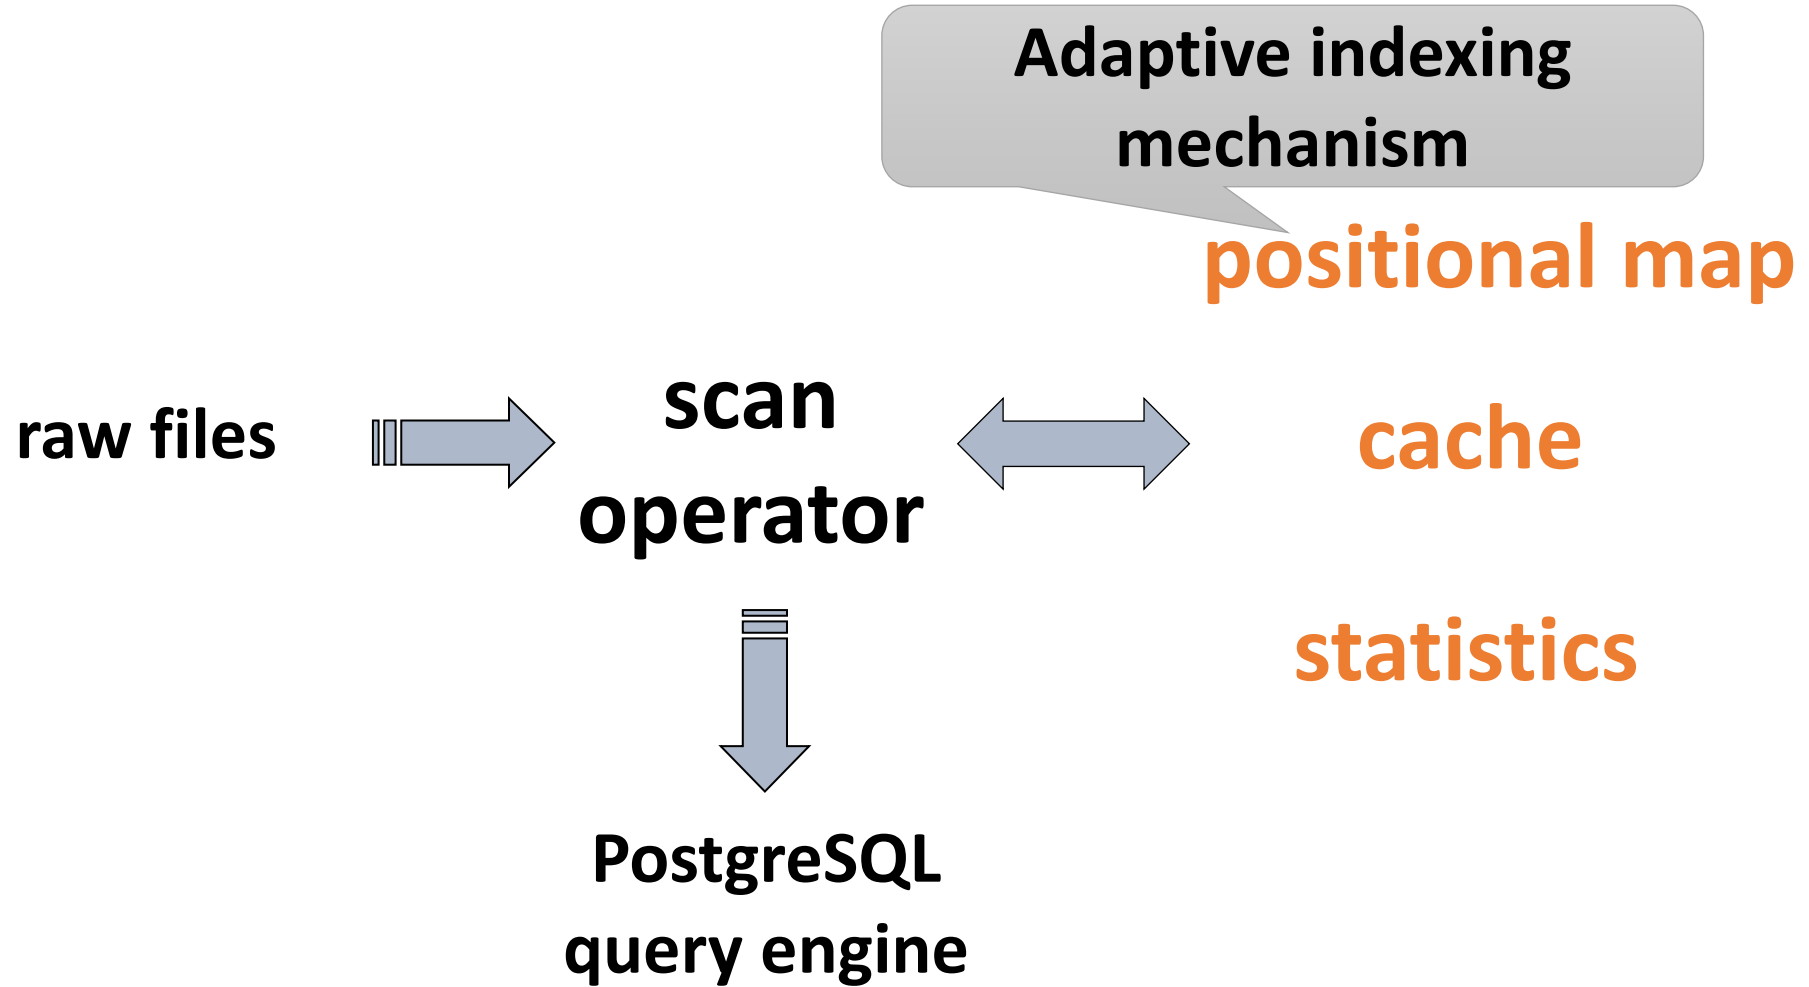 Adaptive indexing
mechanism
positional map
raw files
scan
operator
cache
statistics
PostgreSQL
query engine